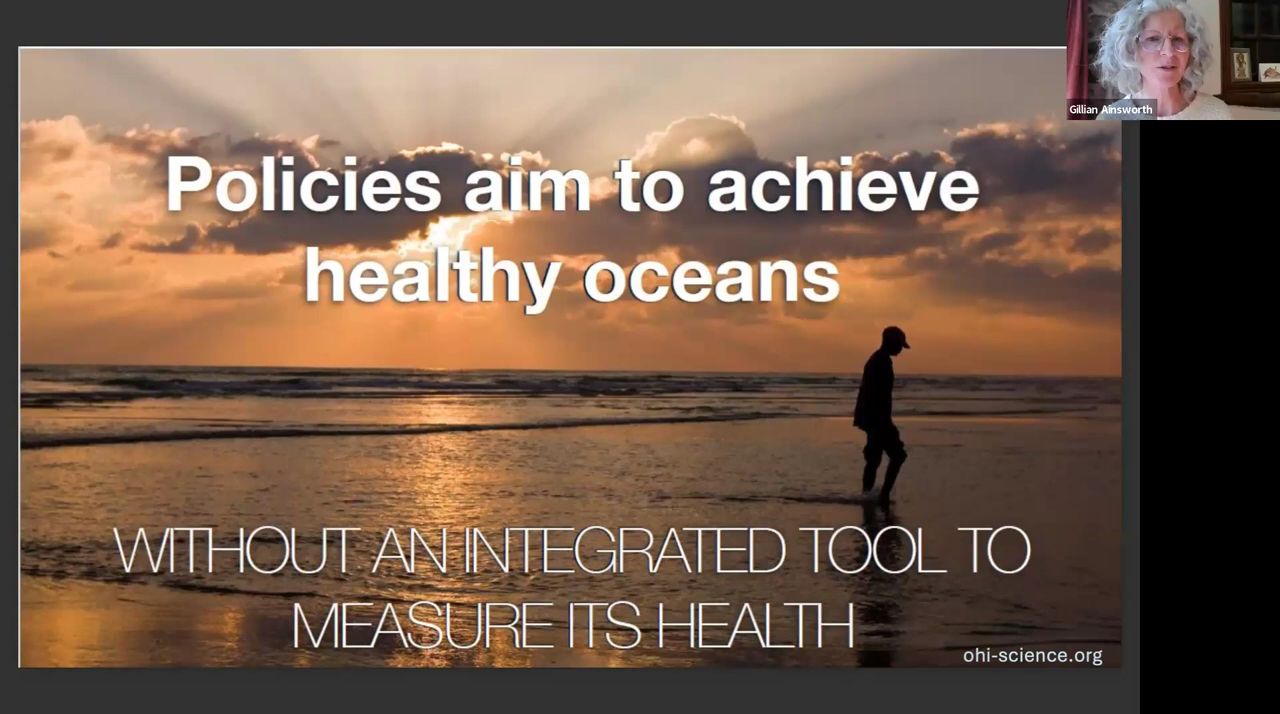 Gillian Ainsworth
Policies aim to achieve
healthy oceans
WITHOUT AN INTEGRATED TOOL TO
MEASURE ITS HEALTH
ohi-science.org